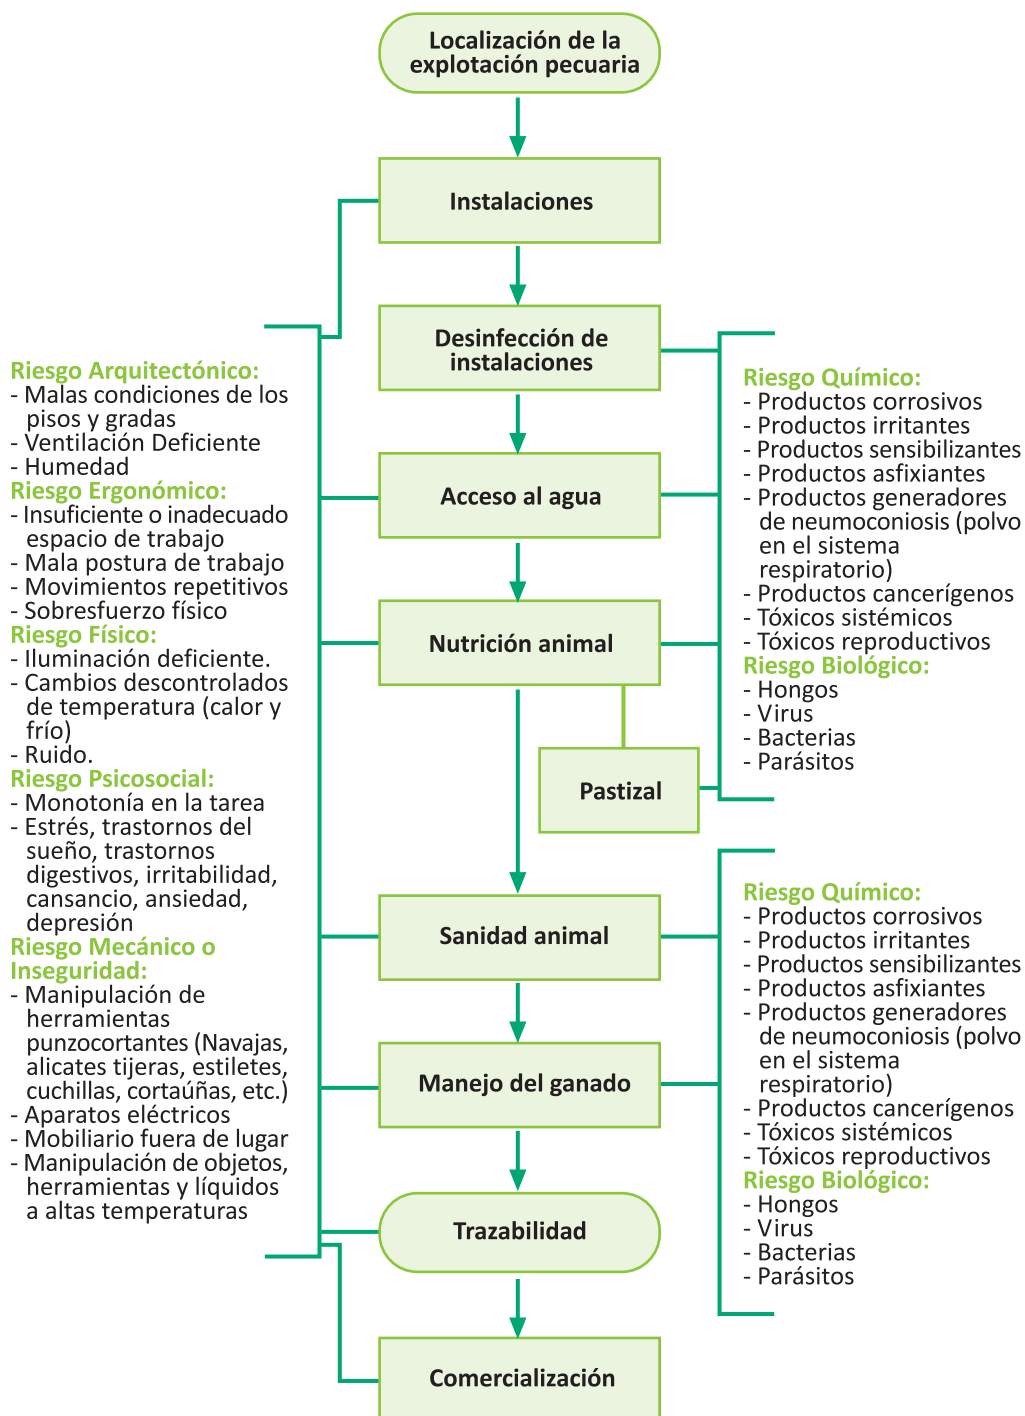 Localización de la
explotación pecuaria
Instalaciones
Desinfección de
instalaciones
Acceso al agua
Nutrición animal
Pastizal
Sanidad animal
Manejo del ganado
Trazabilidad
Comercialización
Riesgo Arquitectónico:
- Malas condiciones de los
pisos y gradas
- Ventilación Deficiente
- Humedad
Riesgo Ergonómico:
- Insuficiente o inadecuado
espacio de trabajo
- Mala postura de trabajo
- Movimientos repetitivos
- Sobresfuerzo físico
Riesgo Físico:
- Iluminación deficiente.
- Cambios descontrolados
de temperatura (calor y
frío)
- Ruido.
Riesgo Psicosocial:
- Monotonía en la tarea
- Estrés, trastornos del
sueño, trastornos
digestivos, irritabilidad,
cansancio, ansiedad,
depresión
Riesgo Mecánico o
Inseguridad:
- Manipulación de
herramientas
punzocortantes (Navajas,
alicates tijeras, estiletes,
cuchillas, cortaúñas, etc.)
- Aparatos eléctricos
- Mobiliario fuera de lugar
- Manipulación de objetos,
herramientas y líquidos
a altas temperaturas
Riesgo Químico:
- Productos corrosivos
- Productos irritantes
- Productos sensibilizantes
- Productos asfixiantes
- Productos generadores
de neumoconiosis (polvo
en el sistema
respiratorio)
- Productos cancerígenos
- Tóxicos sistémicos
- Tóxicos reproductivos
Riesgo Biológico:
- Hongos
- Virus
- Bacterias
- Parásitos
Riesgo Químico:
- Productos corrosivos
- Productos irritantes
- Productos sensibilizantes
- Productos asfixiantes
- Productos generadores
de neumoconiosis (polvo
en el sistema
respiratorio)
- Productos cancerígenos
- Tóxicos sistémicos
- Tóxicos reproductivos
Riesgo Biológico:
- Hongos
- Virus
- Bacterias
- Parásitos